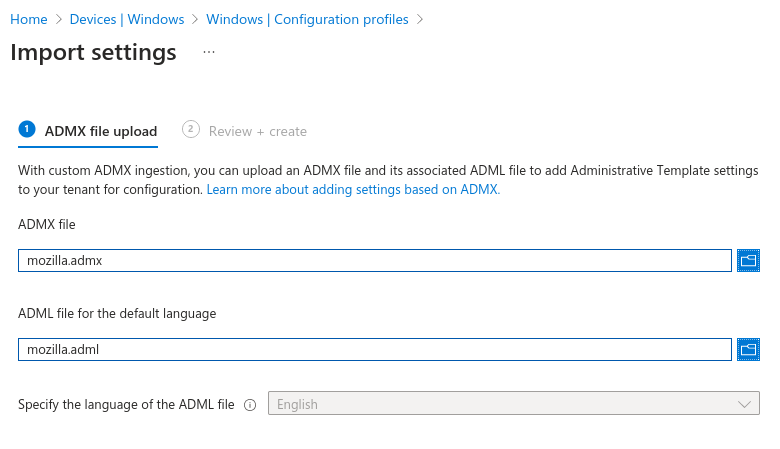 Home > Devices | Windows > Windows | Configuration profiles >
Import settings ...
1 ADMX file upload 2 Review + create
With custom ADMX ingestion, you can upload an ADMX file and its associated ADML file to add Administrative Template settings
to your tenant for configuration. Learn more about adding settings based on ADMX.
ADMX file
mozilla.admx
ADML file for the default language
mozilla.adml
Specify the language of the ADML file English